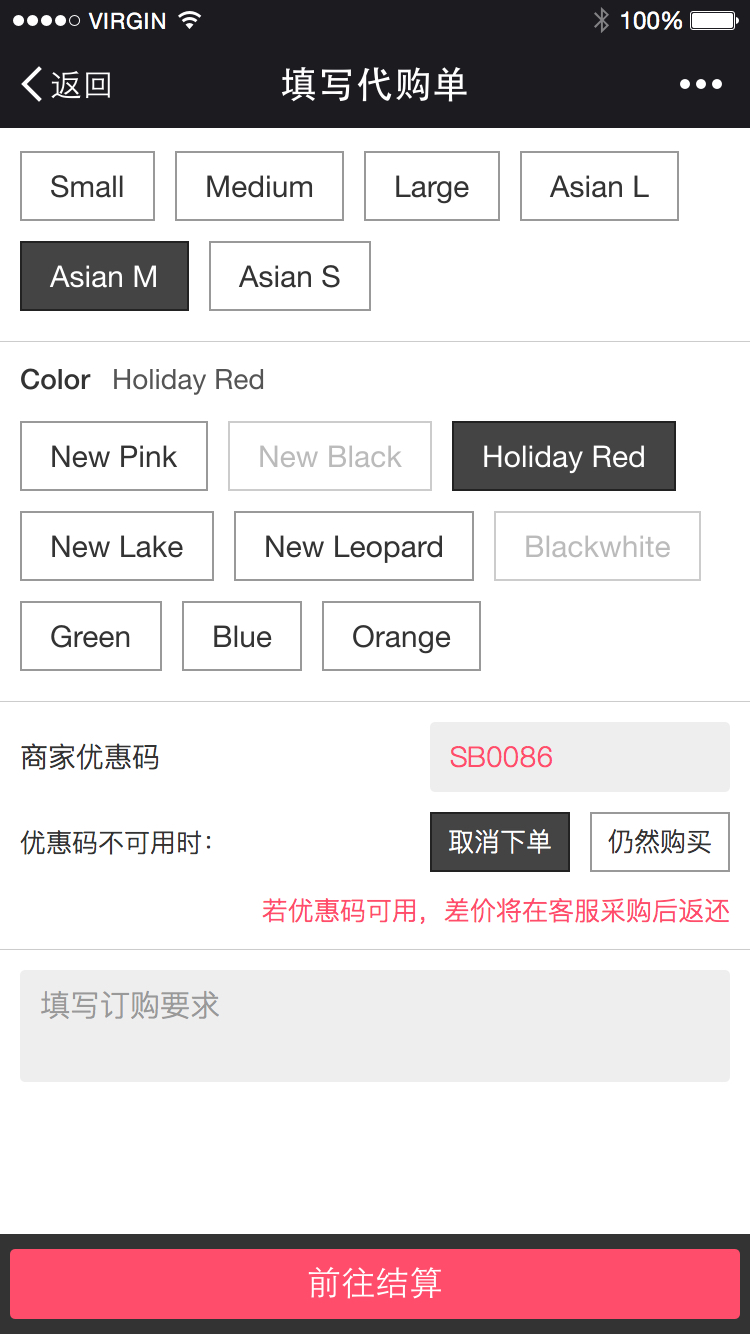 VIRGIN 100%
返回 填写代购单
Small Medium Large Asian L
Asian M Asian S
Color Holiday Red
New Pink New Black Holiday Red
New Lake New Leopard Blackwhite
Green Blue Orange
商家优惠码 SB0086
优惠码不可用时: 取消下单 仍然购买
若优惠码可用，差价将在客服采购后返还
填写订购要求
前往结算